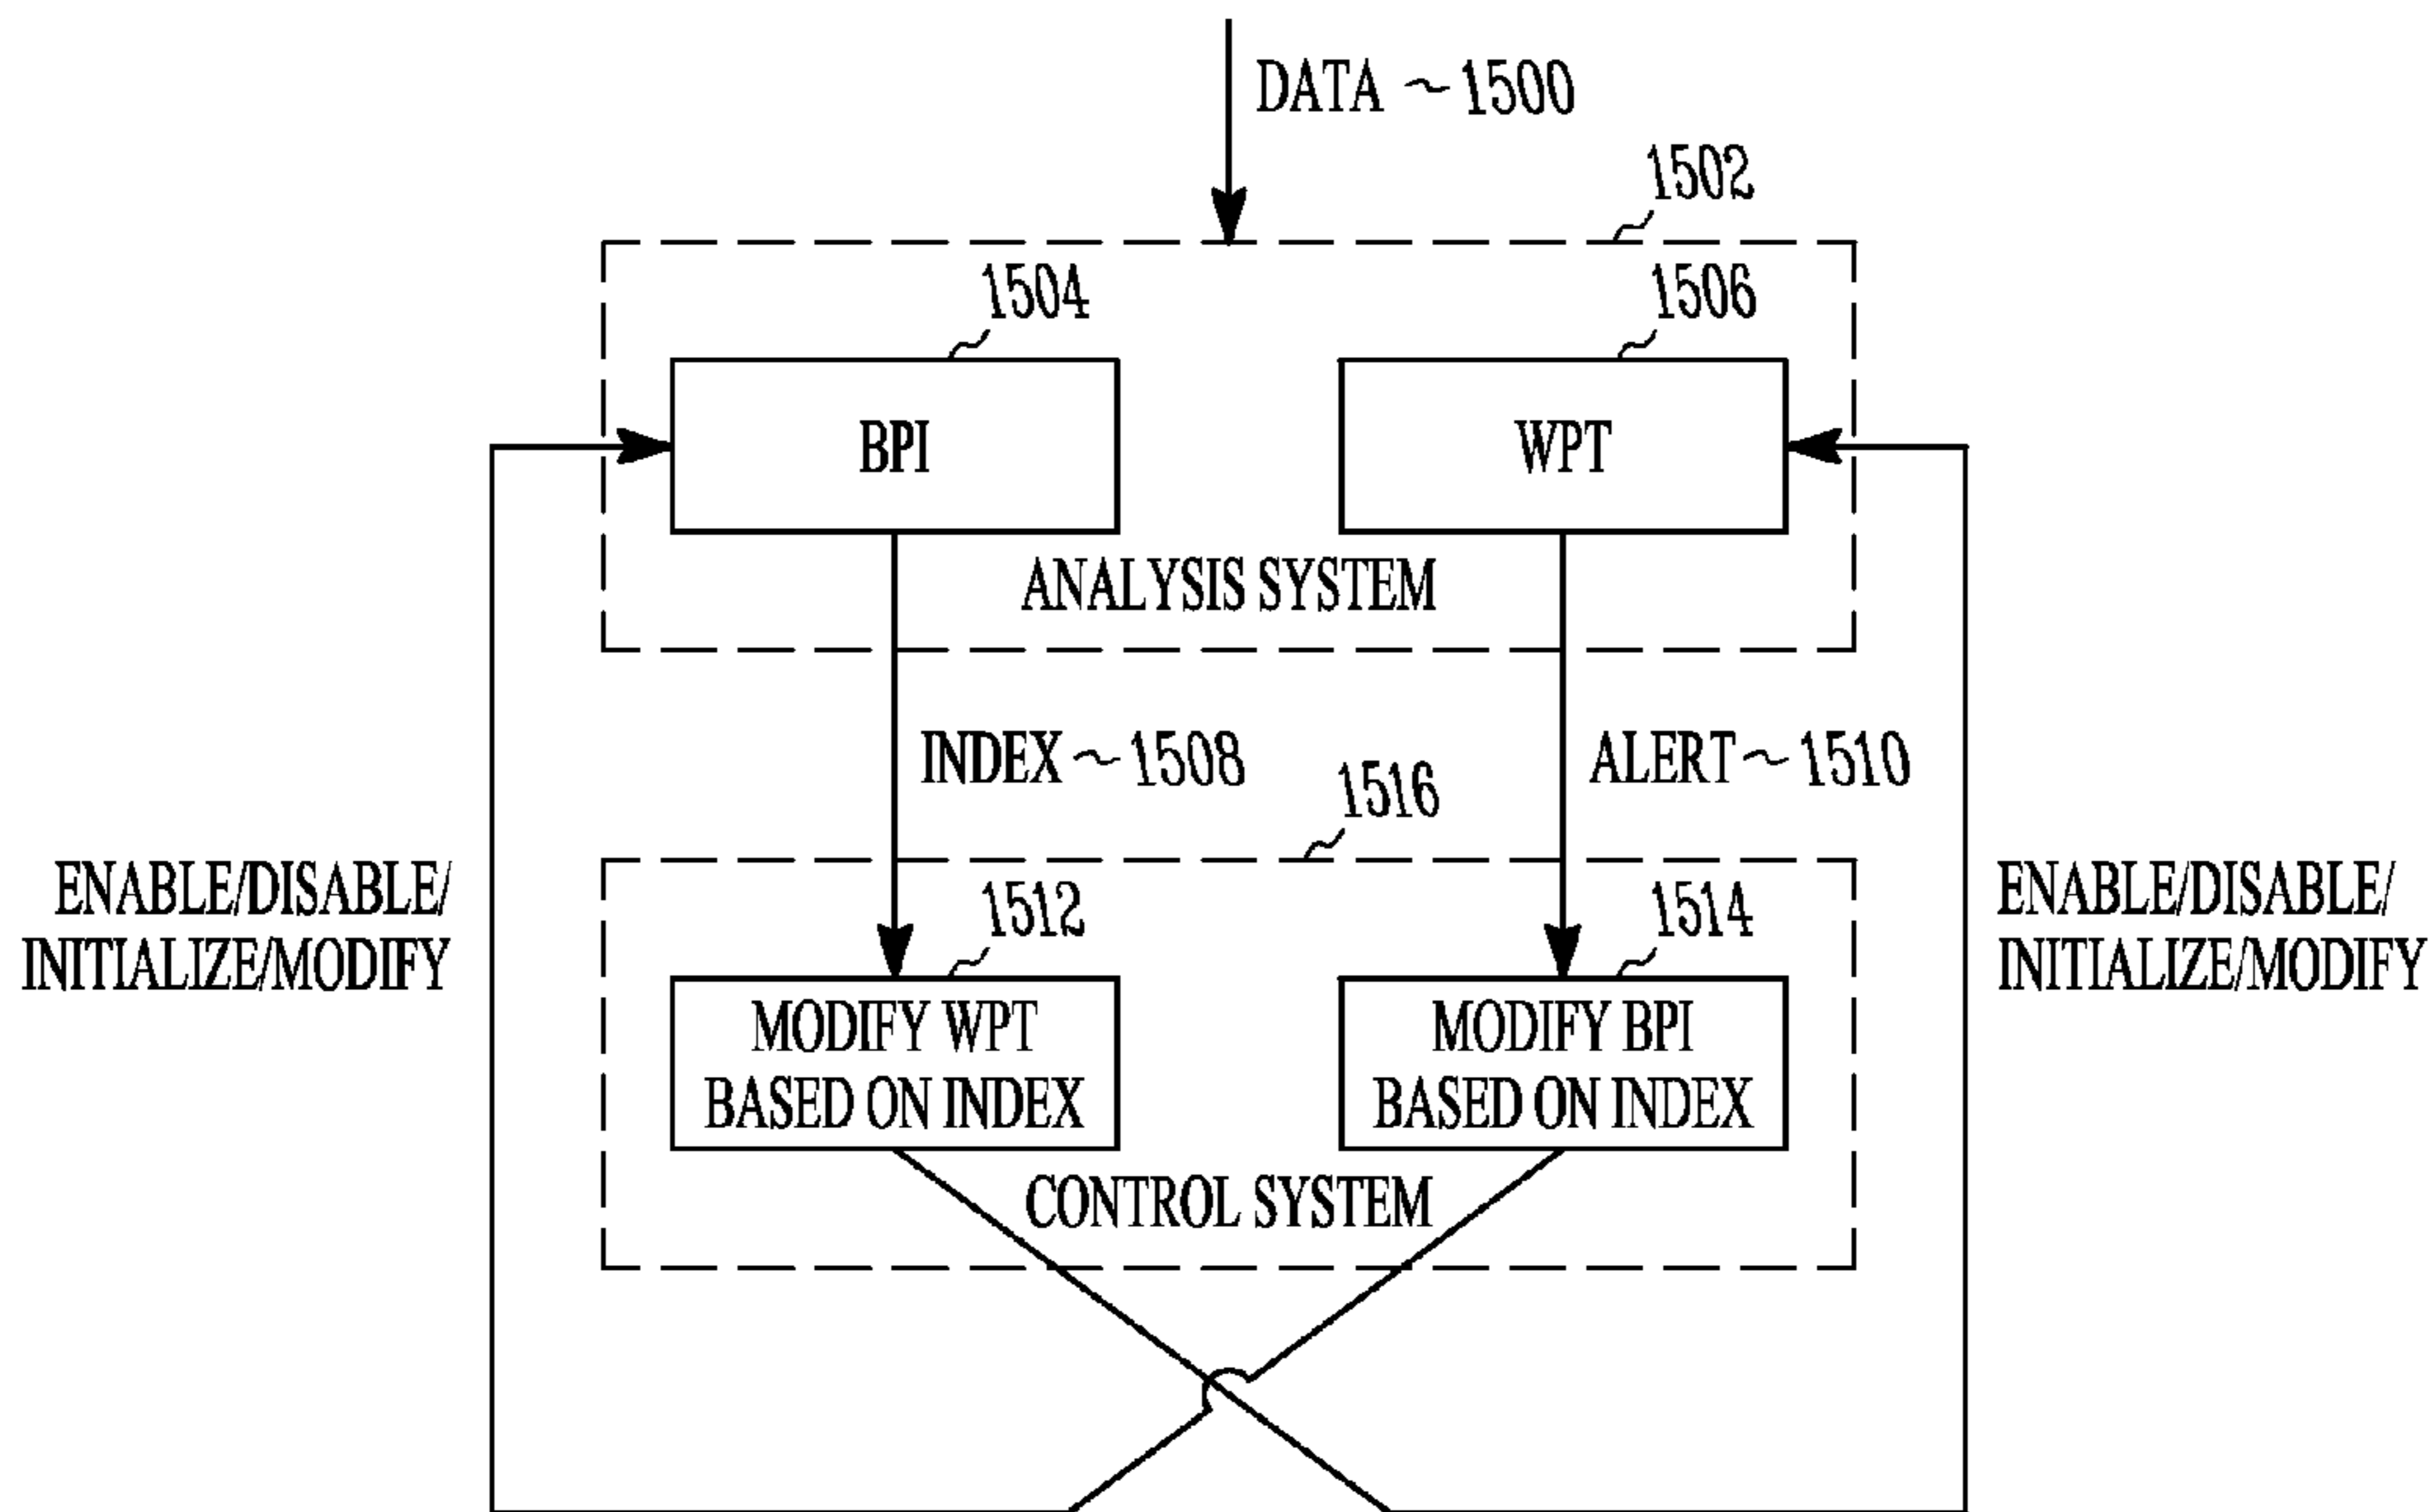 DATA ~ 1500
1502
1504
1506
BPI
WPT
ANALYSIS SYSTEM
INDEX ~ 1508
ALERT ~ 1510
1516
ENABLE/DISABLE/
INITIALIZE/MODIFY
ENABLE/DISABLE/
INITIALIZE/MODIFY
1512
1514
MODIFY WPT
BASED ON INDEX
MODIFY BPI
BASED ON INDEX
CONTROL SYSTEM